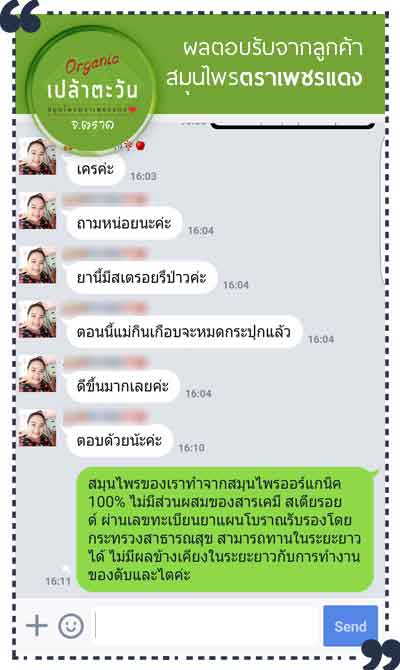 ผลตอบรับจากลูกค้า
สมุนไพรตราเพชรแดง
Organic
เปล้าตะวัน
สมุนไพรตราเพชรแดง
จ.ตราด
เครค่ะ
16:03
ถามหน่อยนะค่ะ
16:04
ยานี้มีสเตรอยรึป่าวค่ะ
16:04
ตอนนี้แม่กินเกือบจะหมดกระปุกแล้ว
16:04
ดีขึ้นมากเลยค่ะ
16:04
ตอบด้วยน้ะค่ะ
16:10
สมุนไพรของเราทำจากสมุนไพรออร์แกนิค
100% ไม่มีส่วนผสมของสารเคมี สเตียรอย
ด์ ผ่านเลขทะเบียนยาแผนโบราณรับรองโดย
กระทรวงสาธารณสุข สามารถทานในระยะยาว
ได้ ไม่มีผลข้างเคียงในระยะยาวกับการทำงาน
ของตับและไตค่ะ
16:11
Send